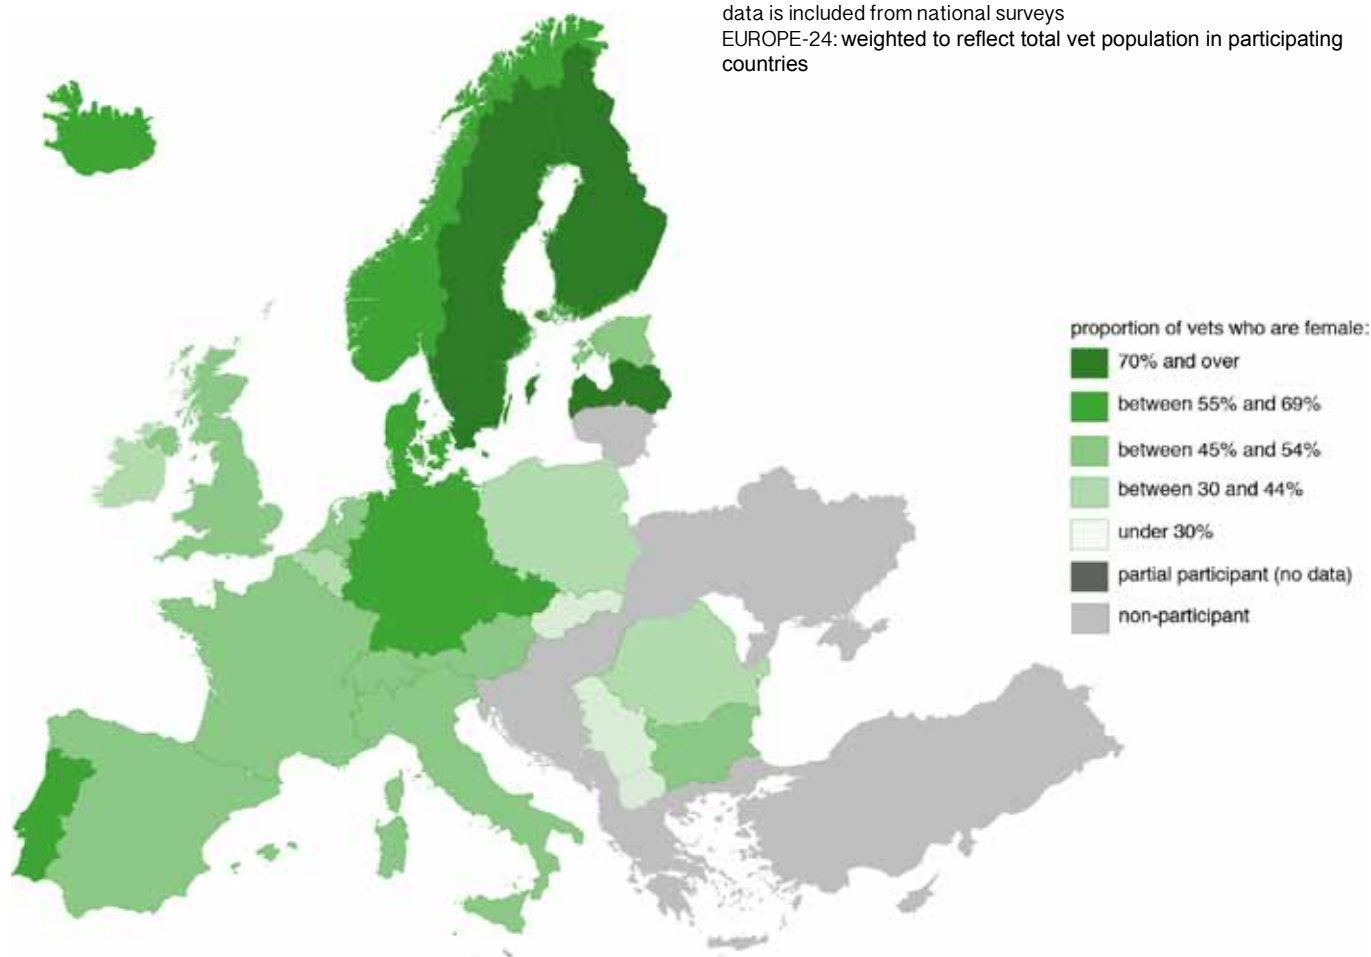 data is included from national surveys
EUROPE-24: weighted to reflect total vet population in participating
countries
proportion of vets who are female:
70% and over
between 55% and 69%
between 45% and 54%
between 30 and 44%
under 30%
partial participant (no data)
non-participant